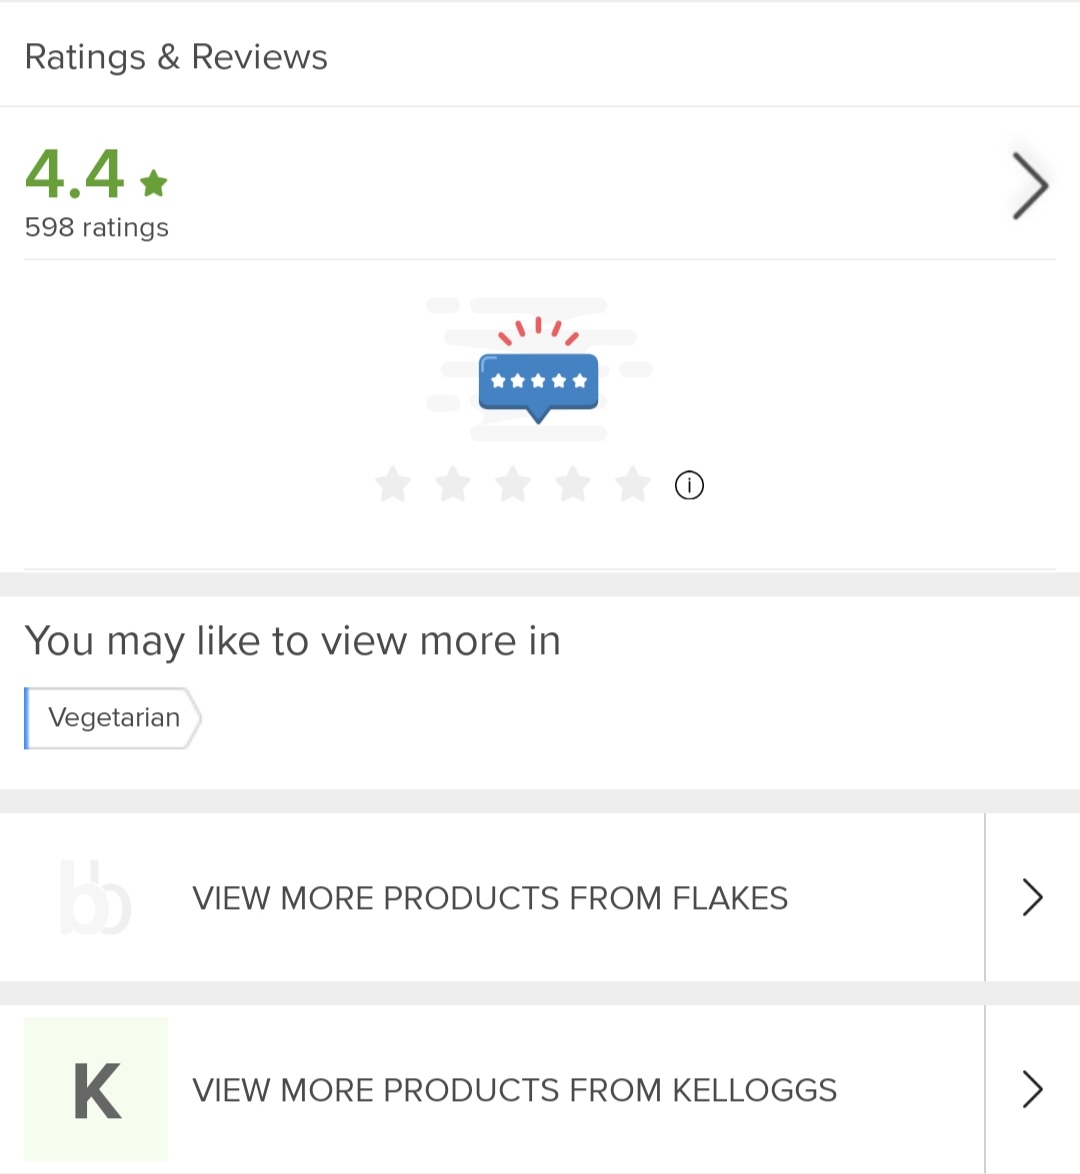 Ratings & Reviews
4.4
598 ratings
You may like to view more in
Vegetarian
bb
VIEW MORE PRODUCTS FROM FLAKES
K
VIEW MORE PRODUCTS FROM KELLOGGS